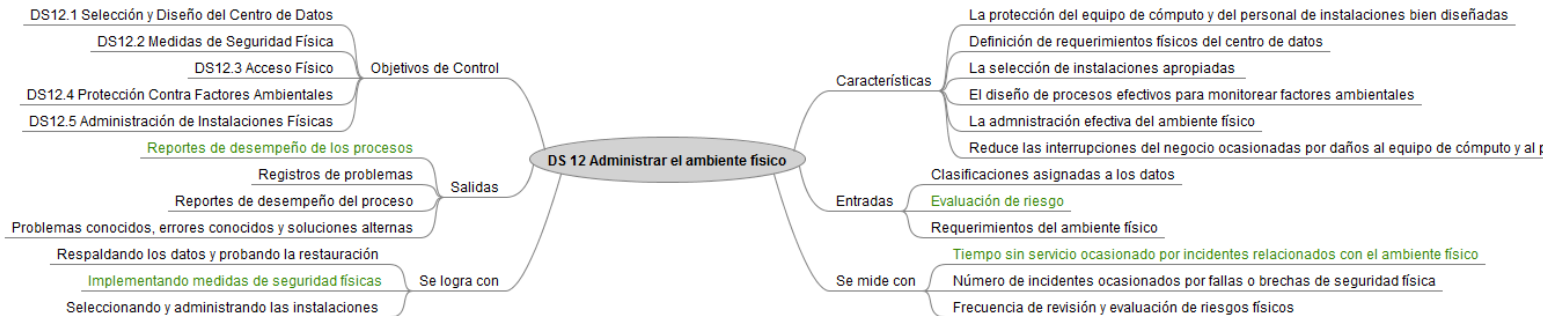 DS 12 Administrar el ambiente físico
Objetivos de Control
DS12.1 Selección y Diseño del Centro de Datos
DS12.2 Medidas de Seguridad Física
DS12.3 Acceso Físico
DS12.4 Protección Contra Factores Ambientales
DS12.5 Administración de Instalaciones Físicas
Salidas
Reportes de desempeño de los procesos
Registros de problemas
Reportes de desempeño del proceso
Problemas conocidos, errores conocidos y soluciones alternas
Se logra con
Respaldando los datos y probando la restauración
Implementando medidas de seguridad físicas
Seleccionando y administrando las instalaciones
Características
La protección del equipo de cómputo y del personal de instalaciones bien diseñadas
Definición de requerimientos físicos del centro de datos
La selección de instalaciones apropiadas
El diseño de procesos efectivos para monitorear factores ambientales
La admnistración efectiva del ambiente físico
Reduce las interrupciones del negocio ocasionadas por daños al equipo de cómputo y al
Entradas
Clasificaciones asignadas a los datos
Evaluación de riesgo
Requerimientos del ambiente físico
Se mide con
Tiempo sin servicio ocasionado por incidentes relacionados con el ambiente físico
Número de incidentes ocasionados por fallas o brechas de seguridad física
Frecuencia de revisión y evaluación de riesgos físicos